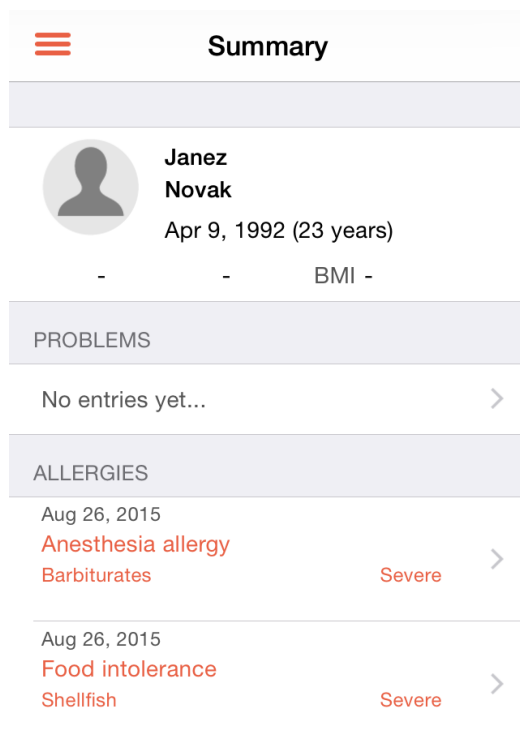 Summary
Janez
Novak
Apr 9, 1992 (23 years)
- - BMI -
PROBLEMS
No entries yet...
ALLERGIES
Aug 26, 2015
Anesthesia allergy
Barbiturates Severe
Aug 26, 2015
Food intolerance
Shellfish Severe